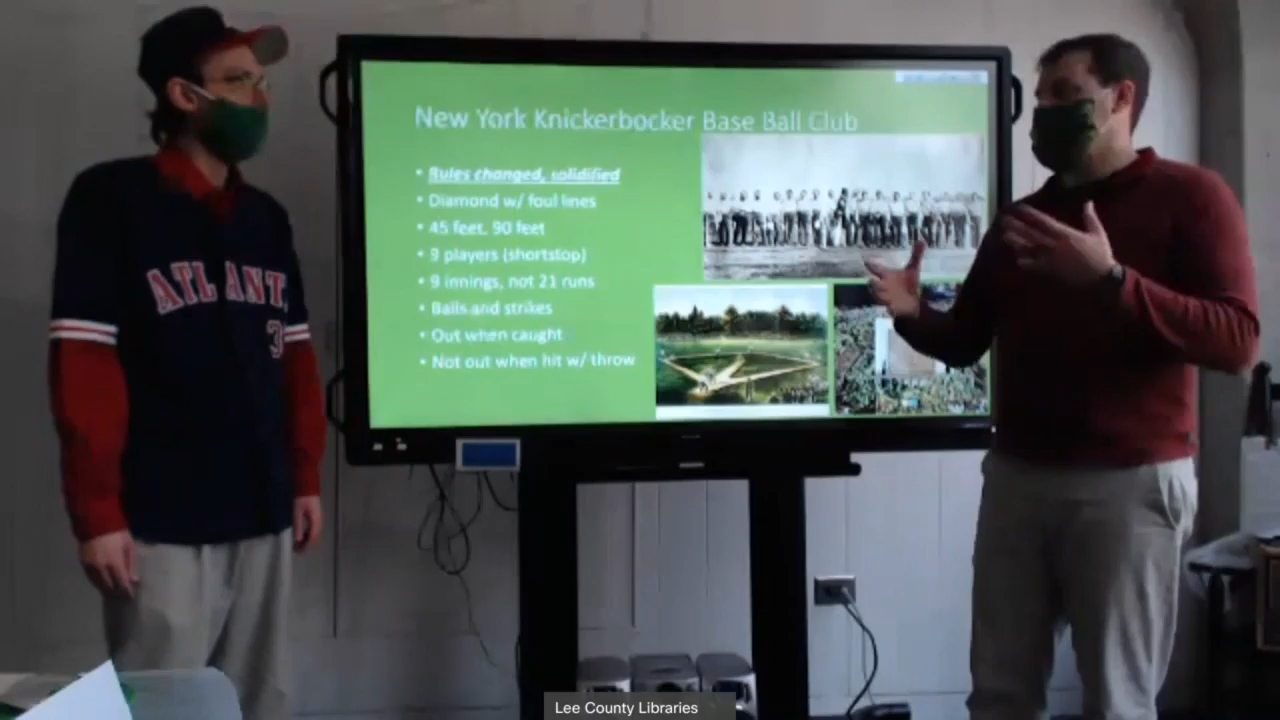 New York Knickerbocker Base Ball Club
• Rules changed, solidified
• Diamond w/ foul lines
• 45 feet, 90 feet
• 9 players (shortstop)
• 9 innings, not 21 runs
• Balls and strikes
• Out when caught
• Not out when hit w/ throw
ATLANT
3
Lee County Libraries